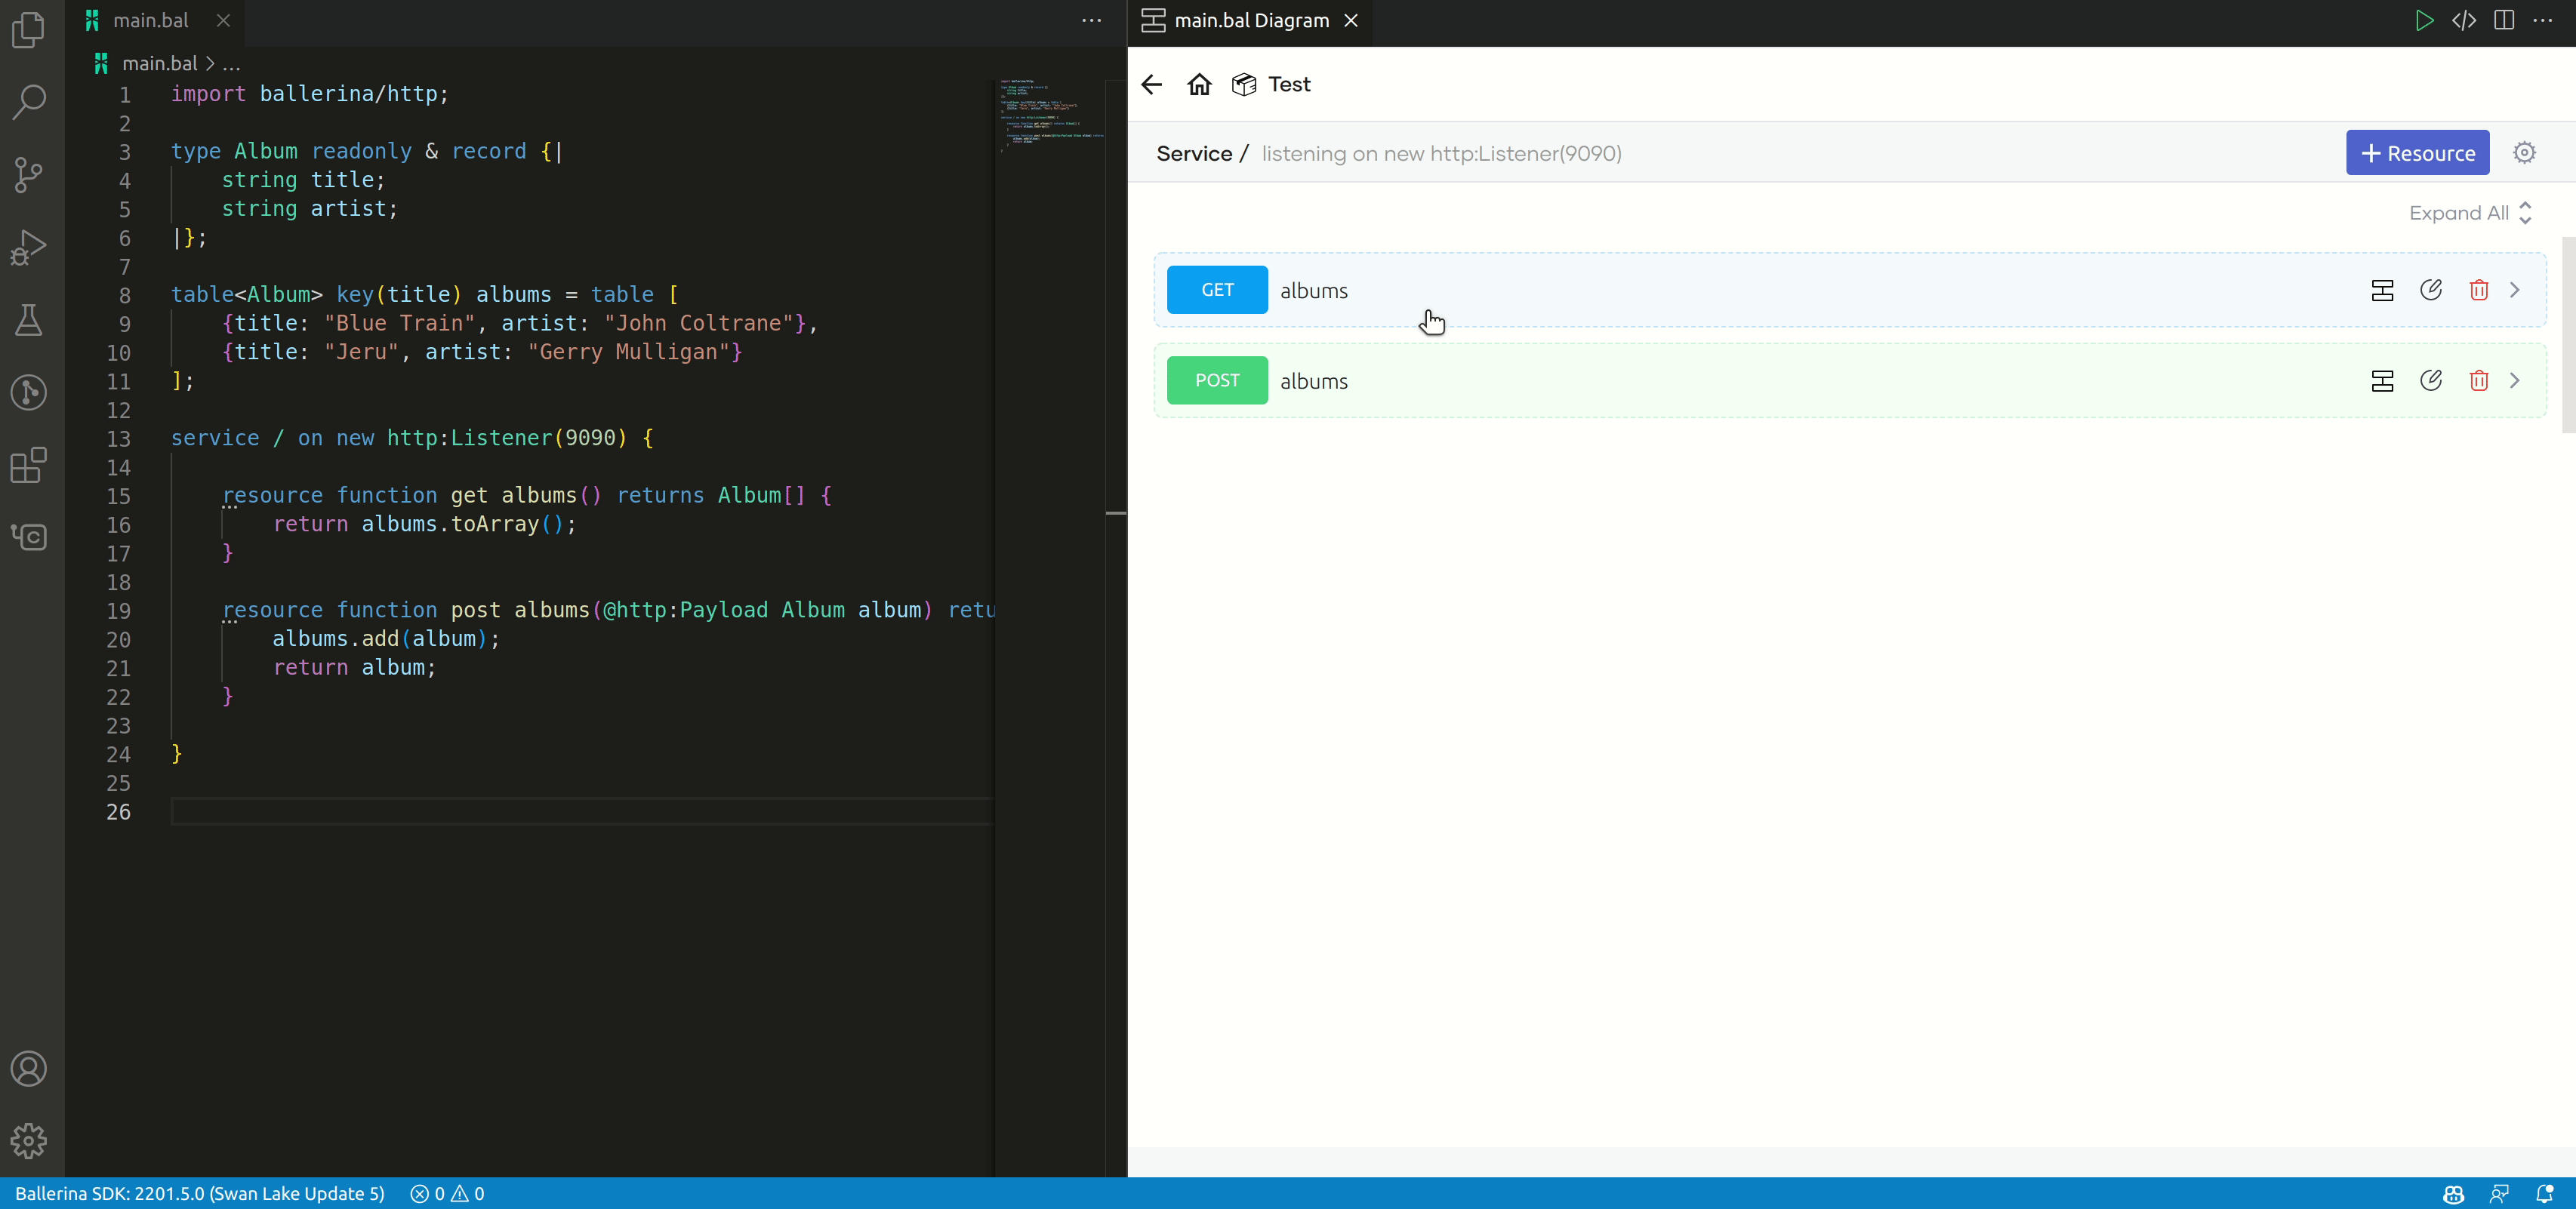 main.bal
main.bal > ...
1 import ballerina/http;
2
3 type Album readonly & record {|
4     string title;
5     string artist;
6 |};
7
8 table<Album> key(title) albums = table [
9     {title: "Blue Train", artist: "John Coltrane"},
10     {title: "Jeru", artist: "Gerry Mulligan"}
11 ];
12
13 service / on new http:Listener(9090) {
14
15     resource function get albums() returns Album[] {
16         return albums.toArray();
17     }
18
19     resource function post albums(@http:Payload Album album) retu
20         albums.add(album);
21         return album;
22     }
23
24 }
25
26
main.bal Diagram
Test
Service / listening on new http:Listener(9090)
+ Resource
Expand All
GET albums
POST albums
Ballerina SDK: 2201.5.0 (Swan Lake Update 5) 0 0